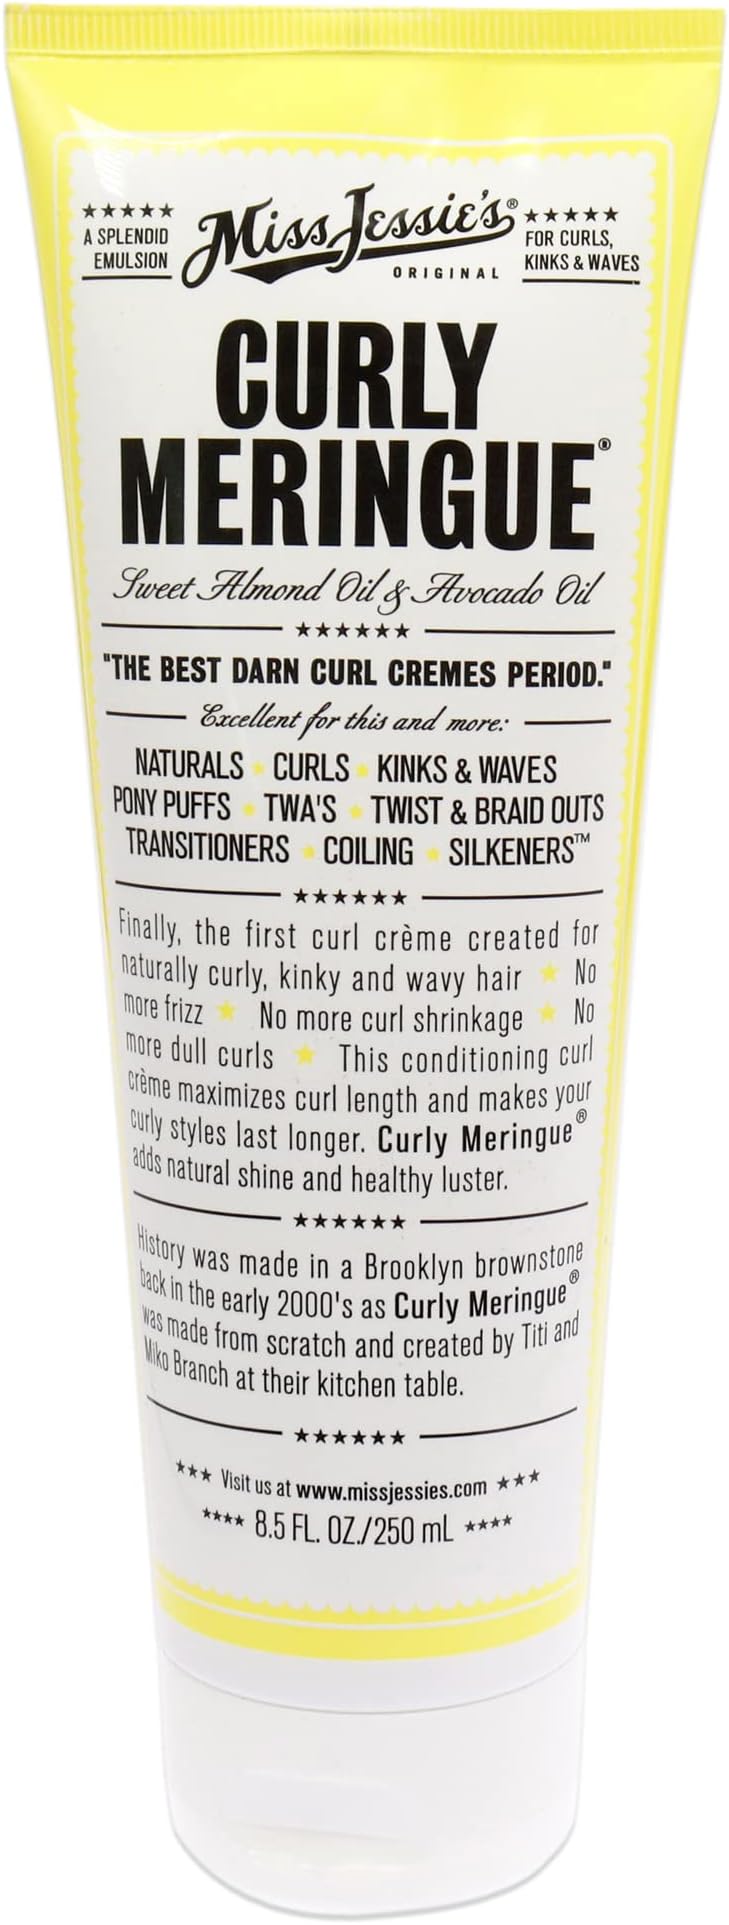 ★★★★★
A SPLENDID
EMULSION
Miss Jessie's®
ORIGINAL
★★★★★
FOR CURLS,
KINKS & WAVES
CURLY
MERINGUE®
Sweet Almond Oil & Avocado Oil
★★★★★★
"THE BEST DARN CURL CREMES PERIOD."
Excellent for this and more:
NATURALS ★ CURLS ★ KINKS & WAVES
PONY PUFFS ★ TWA'S ★ TWIST & BRAID OUTS
TRANSITIONERS ★ COILING ★ SILKENERS™
★★★★★★
Finally, the first curl crème created for
naturally curly, kinky and wavy hair ★ No
more frizz ★ No more curl shrinkage ★ No
more dull curls ★ This conditioning curl
crème maximizes curl length and makes your
curly styles last longer. Curly Meringue®
adds natural shine and healthy luster.
★★★★★★
History was made in a Brooklyn brownstone
back in the early 2000's as Curly Meringue®
was made from scratch and created by Titi and
Miko Branch at their kitchen table.
★★★★★★
★★★ Visit us at www.missjessies.com ★★★
★★★★ 8.5 FL. OZ./250 mL ★★★★